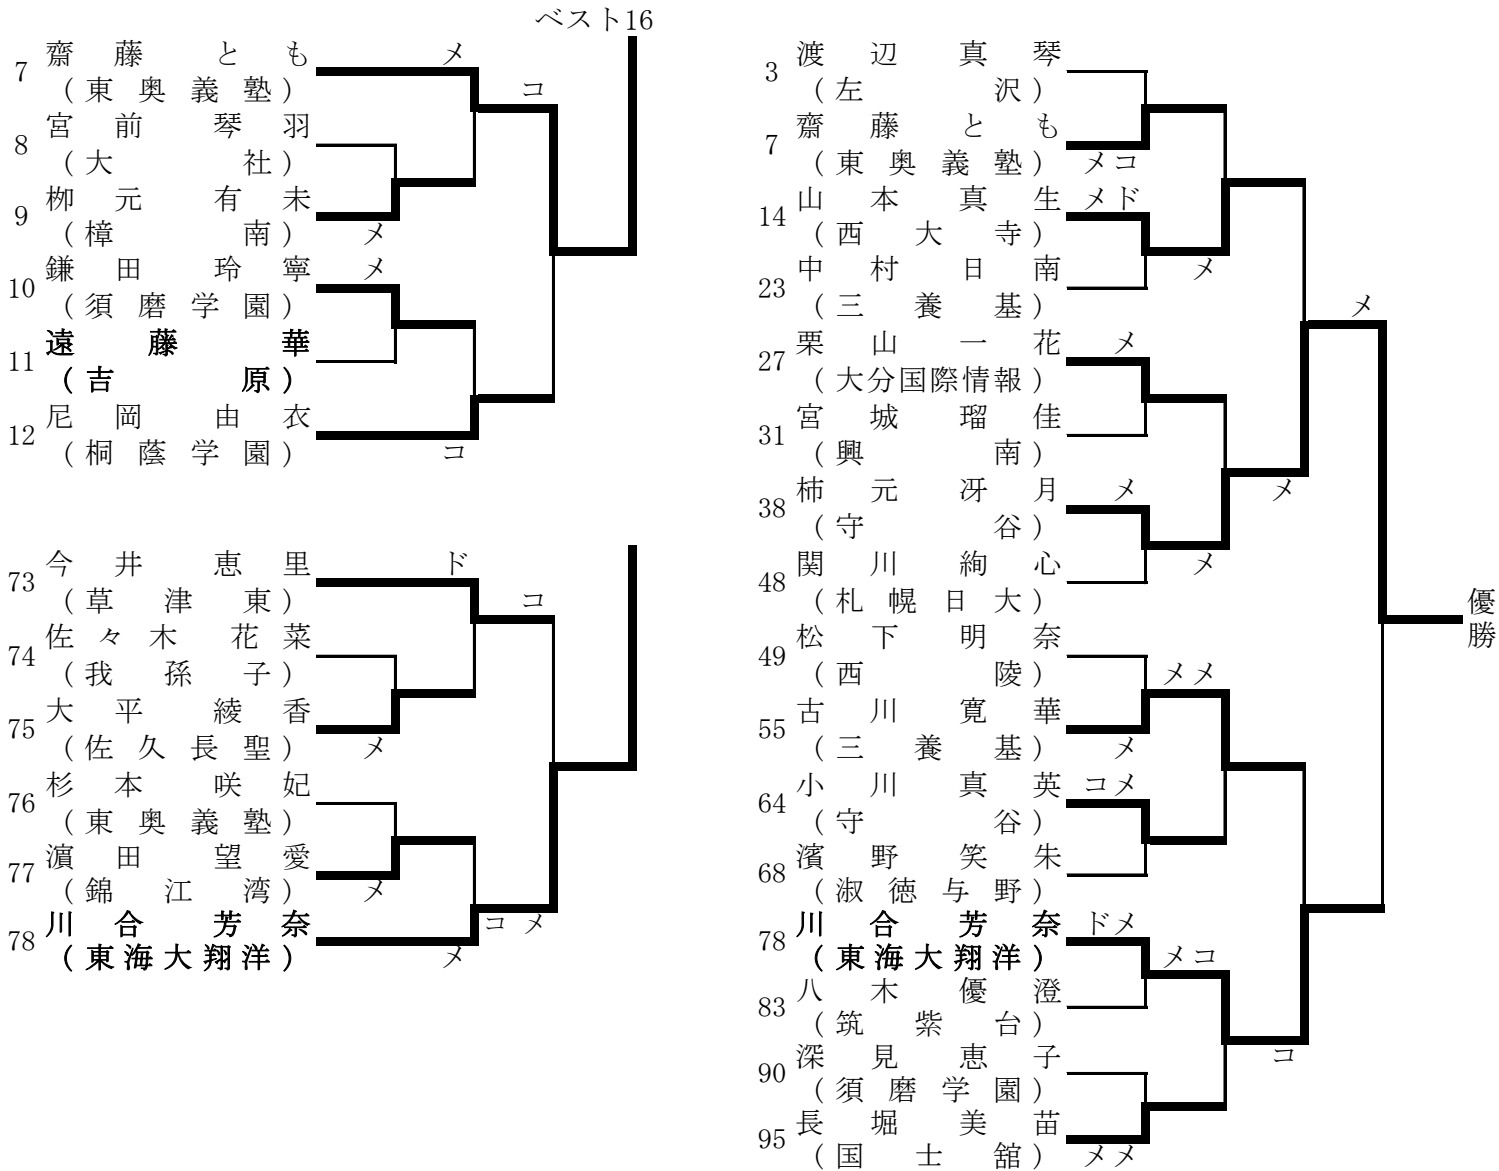 ベスト16
7 齋藤とも メ
(東奥義塾) コ
8 宮前琴羽
(大社)
9 栁元有未
(樟南) メ
10 鎌田玲寧 メ
(須磨学園)
11 遠藤華
(吉原)
12 尼岡由衣
(桐蔭学園) コ
73 今井恵里 ド
(草津東) コ
74 佐々木花菜
(我孫子)
75 大平綾香
(佐久長聖) メ
76 杉本咲妃
(東奥義塾)
77 濵田望愛
(錦江湾) メ
78 川合芳奈 コメ
(東海大翔洋) メ
3 渡辺真琴
(左沢)
7 齋藤とも
(東奥義塾) メコ
14 山本真生 メド
(西大寺)
23 中村日南 メ
(三養基)
メ
27 栗山一花 メ
(大分国際情報)
31 宮城瑠佳
(興南)
38 柿元冴月 メ メ
(守谷)
48 関川絢心 メ
(札幌日大)
優勝
49 松下明奈
(西陵) メメ
55 古川寛華
(三養基) メ
64 小川真英 コメ
(守谷)
68 濱野笑朱
(淑徳与野)
78 川合芳奈 ドメ
(東海大翔洋) メコ
83 八木優澄
(筑紫台)
90 深見恵子 コ
(須磨学園)
95 長堀美苗
(国士舘) メメ